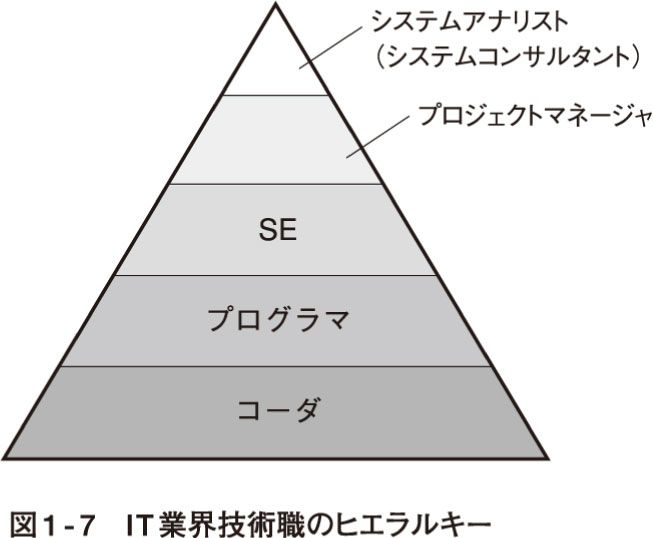 システムアナリスト
（システムコンサルタント）
プロジェクトマネージャ
SE
プログラマ
コーダ
図1-7　IT業界技術職のヒエラルキー